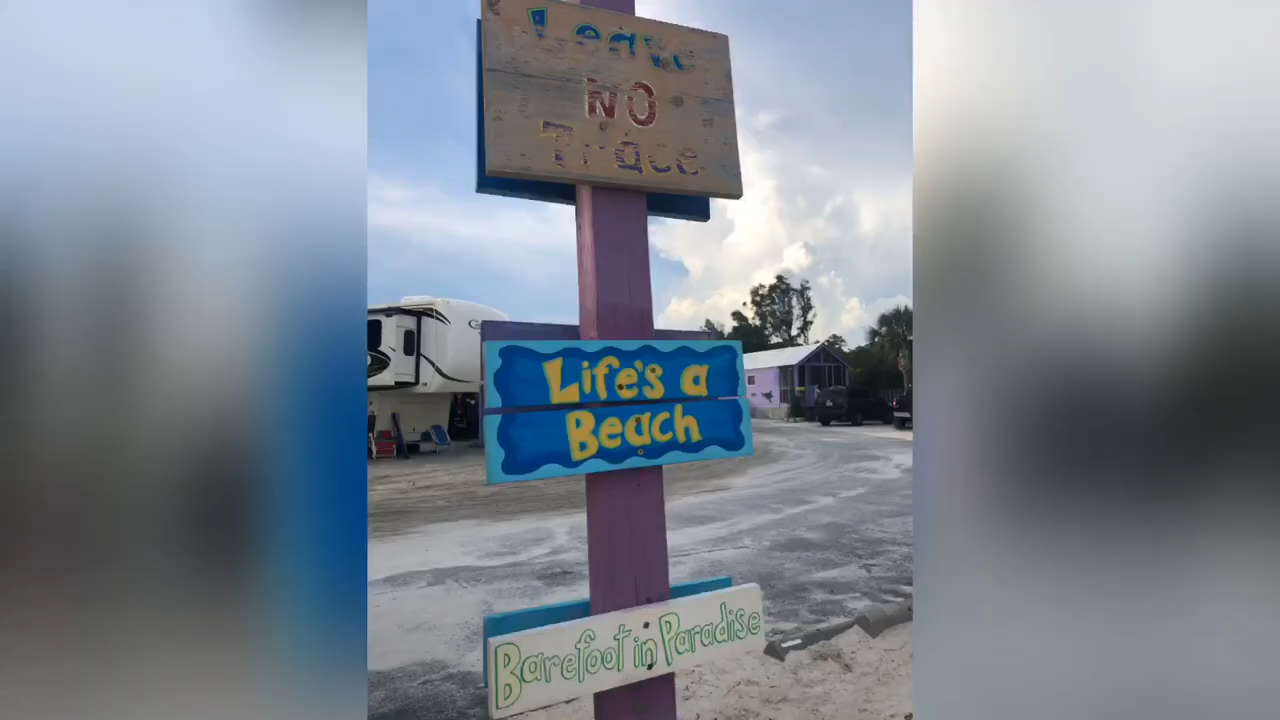 Leave
NO
Trace
Life's a
Beach
Barefoot in Paradise